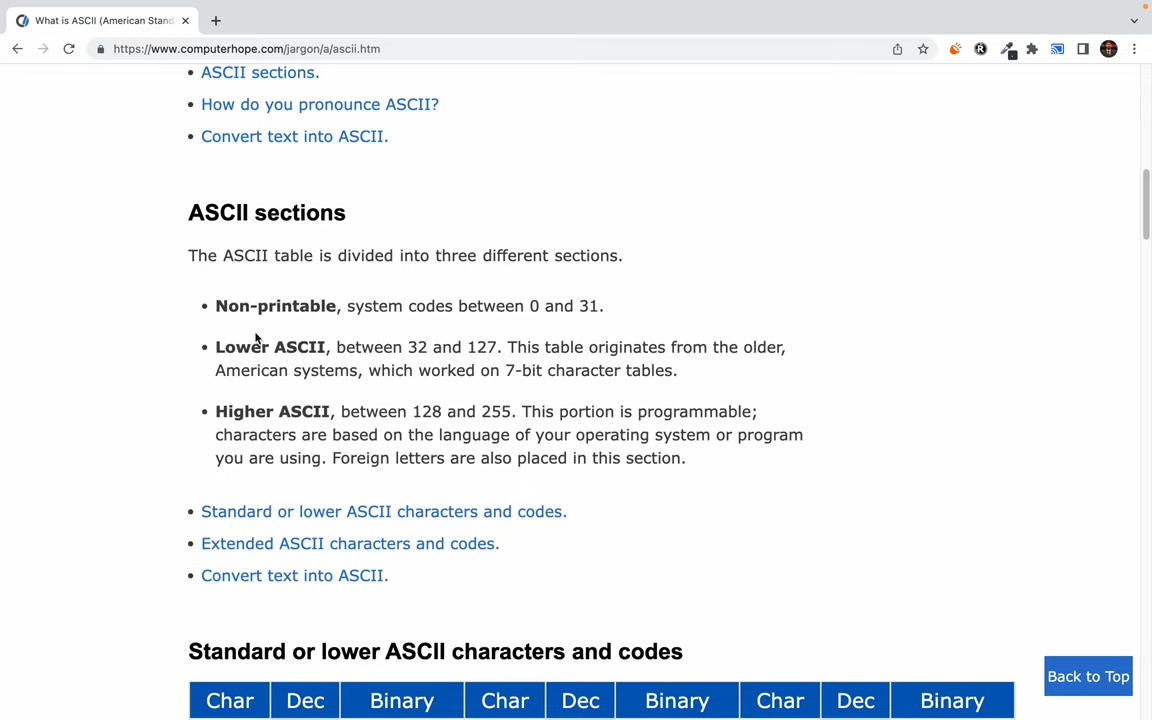 What is ASCII (American Stand
https://www.computerhope.com/jargon/a/ascii.htm
• ASCII sections.
• How do you pronounce ASCII?
• Convert text into ASCII.
ASCII sections
The ASCII table is divided into three different sections.
• Non-printable, system codes between 0 and 31.
• Lower ASCII, between 32 and 127. This table originates from the older,
American systems, which worked on 7-bit character tables.
• Higher ASCII, between 128 and 255. This portion is programmable;
characters are based on the language of your operating system or program
you are using. Foreign letters are also placed in this section.
• Standard or lower ASCII characters and codes.
• Extended ASCII characters and codes.
• Convert text into ASCII.
Standard or lower ASCII characters and codes
Back to Top
Char Dec Binary Char Dec Binary Char Dec Binary